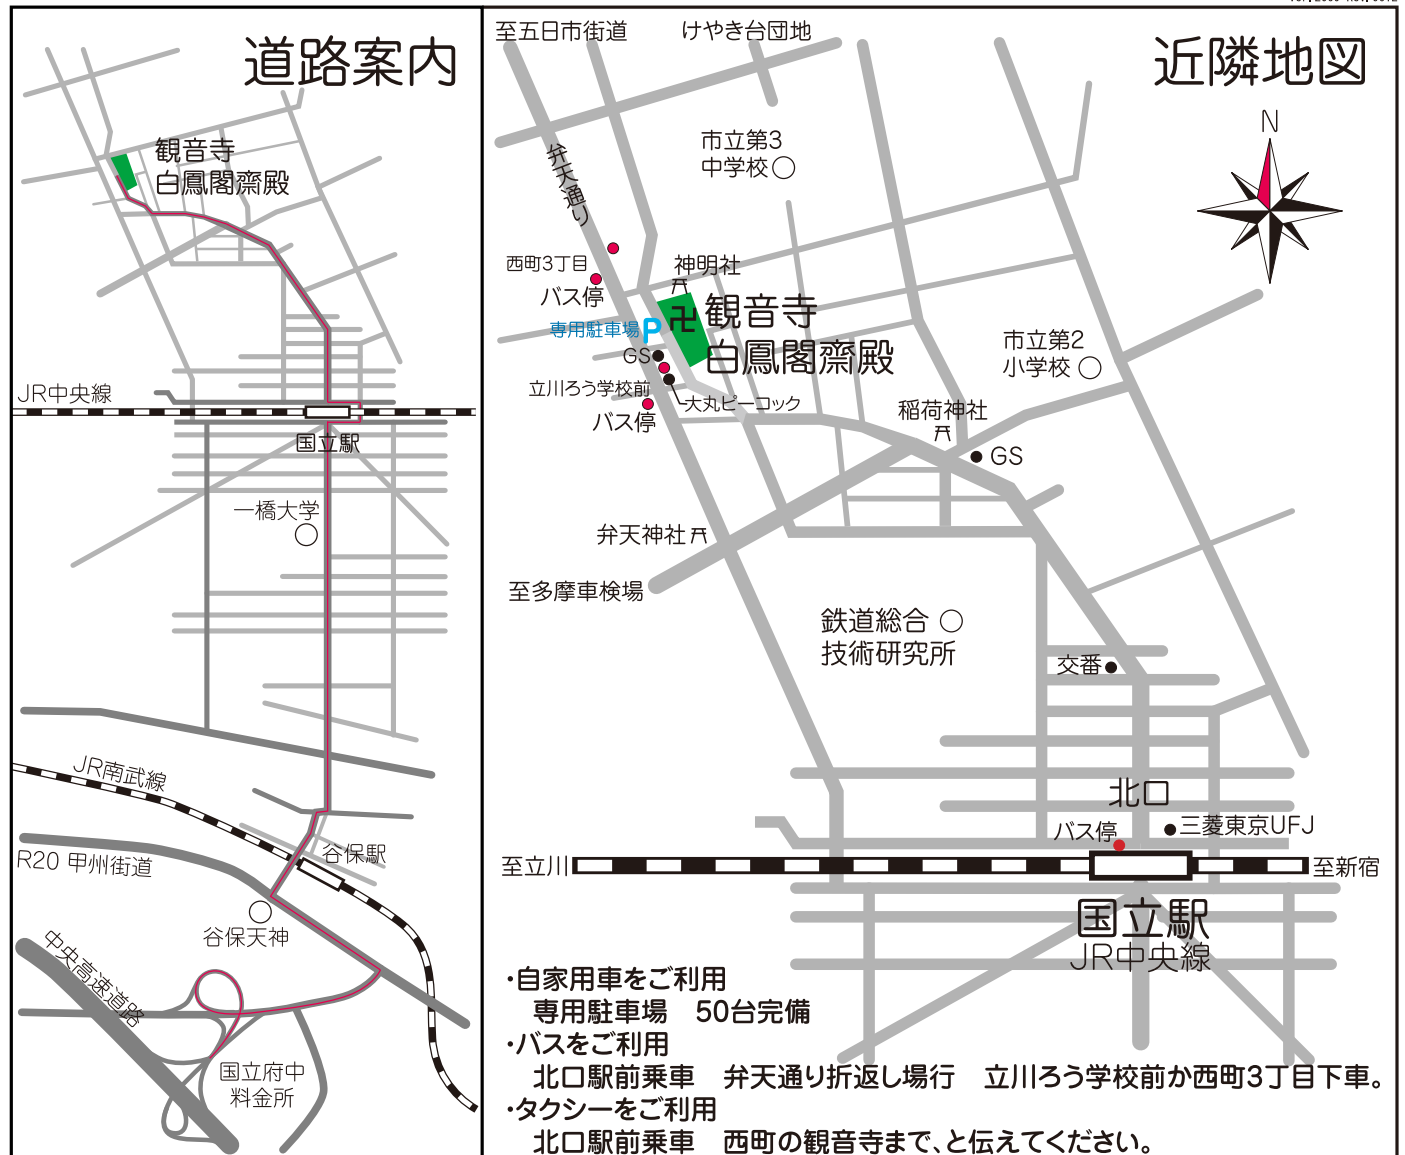 道路案内
観音寺
白鳳閣齋殿
JR中央線
国立駅
一橋大学
JR南武線
谷保駅
R20 甲州街道
谷保天神
中央高速道路
国立府中
料金所
至五日市街道
けやき台団地
近隣地図
N
市立第3
中学校
弁天通り
西町3丁目
バス停
神明社
卍
観音寺
白鳳閣齋殿
専用駐車場 P
GS
立川ろう学校前
バス停
大丸ピーコック
市立第2
小学校
稲荷神社
GS
弁天神社
至多摩車検場
鉄道総合
技術研究所
交番
北口
バス停
三菱東京UFJ
至立川
至新宿
国立駅
JR中央線
・自家用車をご利用
専用駐車場 50台完備
・バスをご利用
北口駅前乗車 弁天通り折返し場行 立川ろう学校前か西町3丁目下車。
・タクシーをご利用
北口駅前乗車 西町の観音寺まで、と伝えてください。